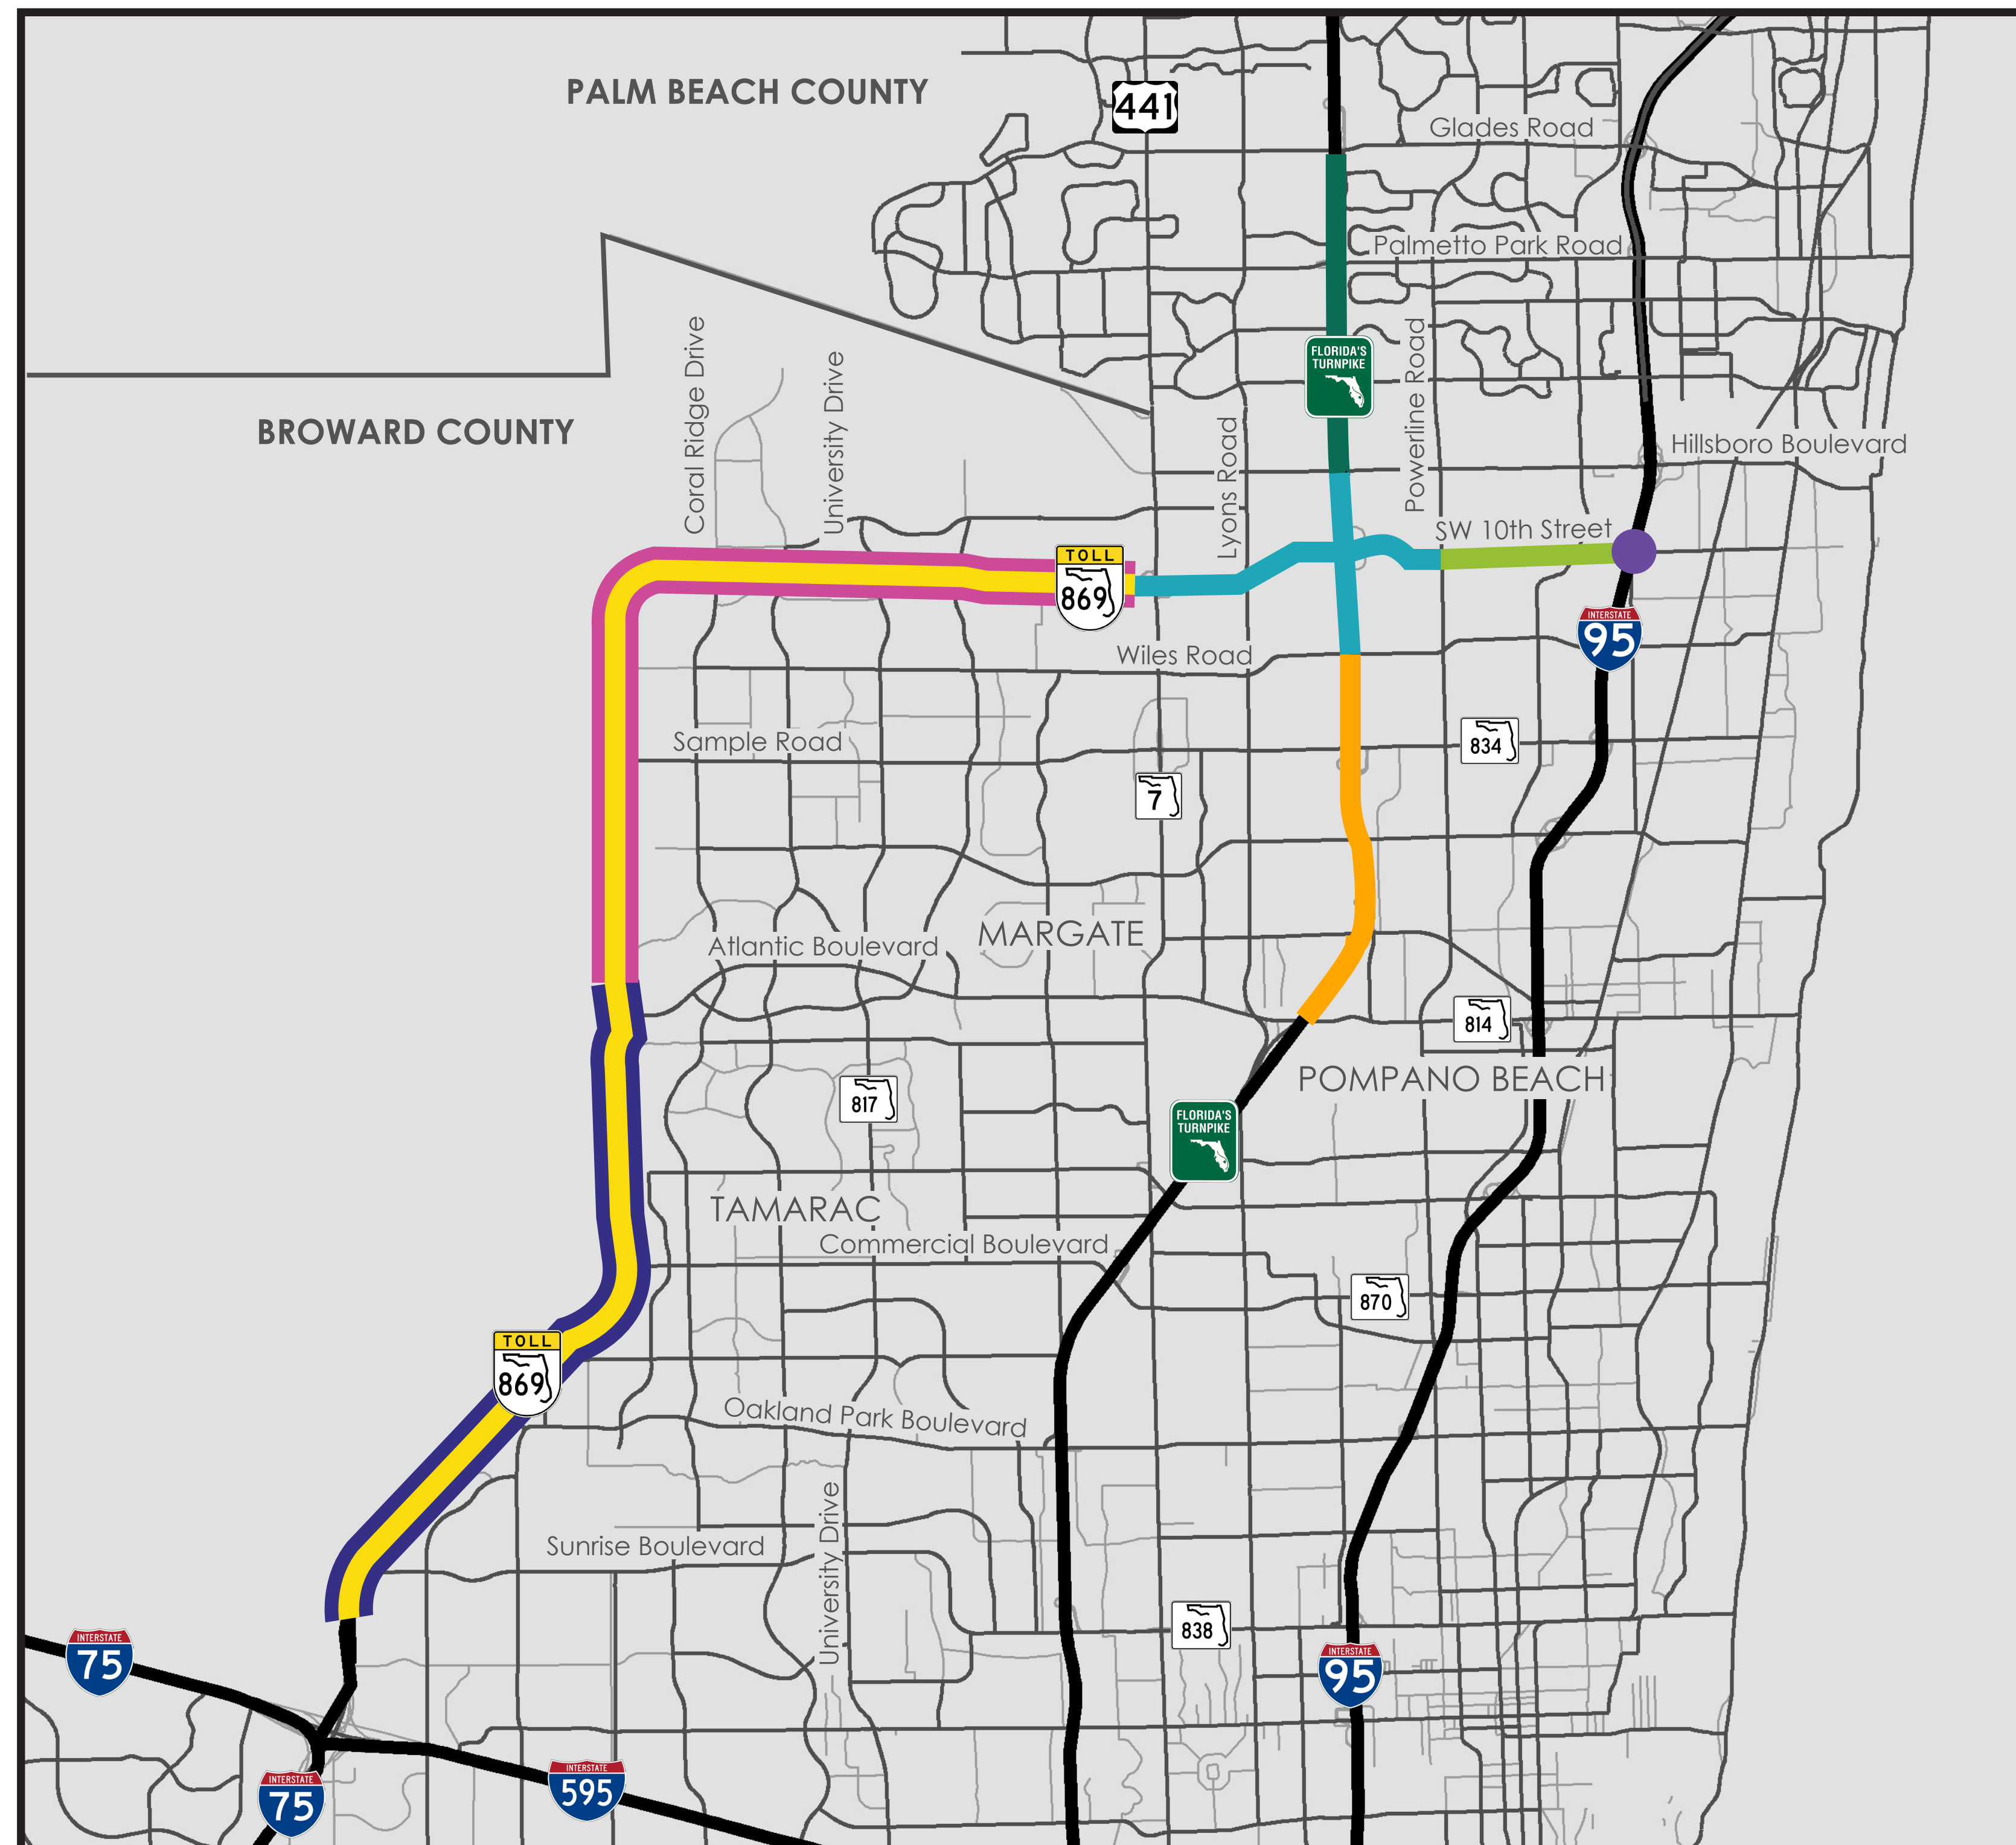 PALM BEACH COUNTY
441
Glades Road
Palmetto Park Road
FLORIDA'S
TURNPIKE
Coral Ridge Drive
University Drive
Powerline Road
Lyons Road
BROWARD COUNTY
Hillsboro Boulevard
SW 10th Street
TOLL
869
INTERSTATE
95
Wiles Road
Sample Road
834
7
Atlantic Boulevard
MARGATE
814
POMPANO BEACH
817
FLORIDA'S
TURNPIKE
TAMARAC
Commercial Boulevard
870
TOLL
869
Oakland Park Boulevard
University Drive
Sunrise Boulevard
838
INTERSTATE
75
INTERSTATE
95
INTERSTATE
595
INTERSTATE
75